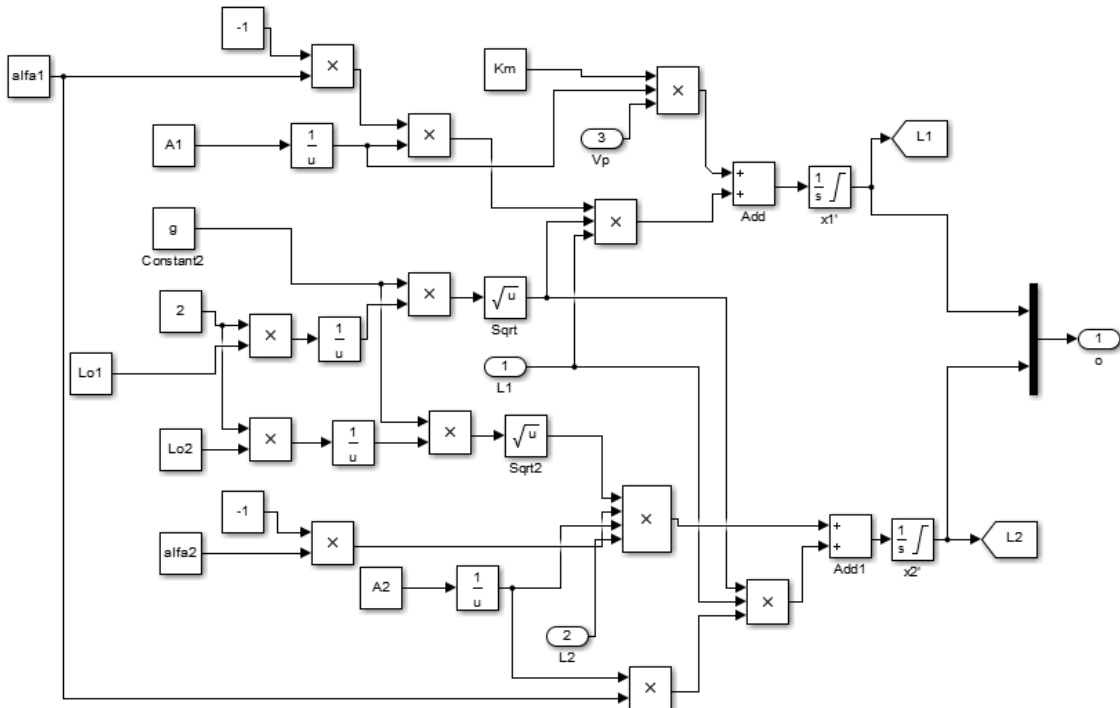 -1
alfa1
×
Km
×
A1
1
u
×
3
Vp
L1
+
+
Add
1
s
x1'
×
g
Constant2
×
√u
Sqrt
2
×
1
u
Lo1
1
L1
1
o
×
Lo2
×
1
u
√u
Sqrt2
-1
×
×
alfa2
+
+
Add1
1
s
x2'
L2
A2
1
u
×
2
L2
×